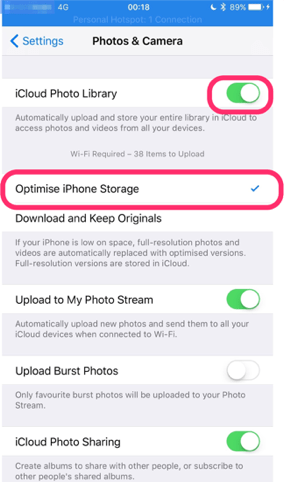 4G 00:18 89%
Personal Hotspot: 1 Connection
Settings Photos & Camera
iCloud Photo Library
Automatically upload and store your entire library in iCloud to
access photos and videos from all your devices.
Wi-Fi Required – 38 Items to Upload
Optimise iPhone Storage
Download and Keep Originals
If your iPhone is low on space, full-resolution photos and
videos are automatically replaced with optimised versions.
Full-resolution versions are stored in iCloud.
Upload to My Photo Stream
Automatically upload new photos and send them to all your
iCloud devices when connected to Wi-Fi.
Upload Burst Photos
Only favourite burst photos will be uploaded to your Photo
Stream.
iCloud Photo Sharing
Create albums to share with other people, or subscribe to
other people's shared albums.